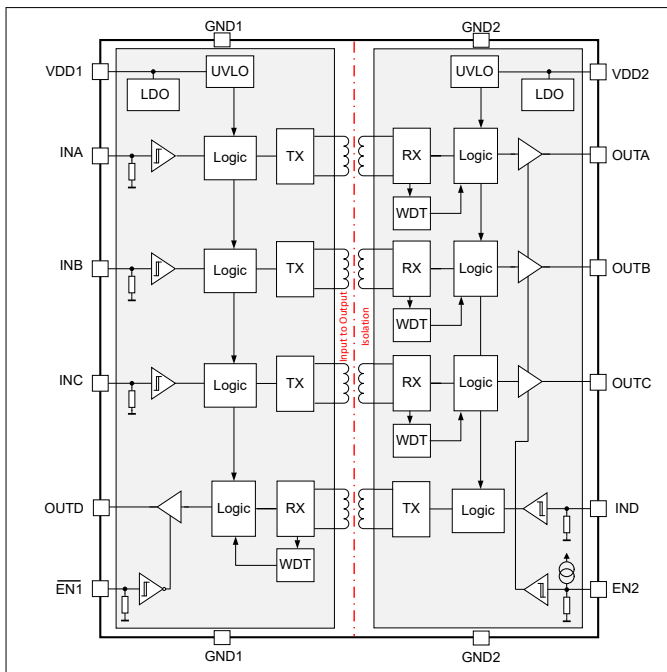 GND1
GND2
VDD1
UVLO
UVLO
VDD2
LDO
LDO
INA
Logic
TX
RX
Logic
OUTA
WDT
INB
Logic
TX
RX
Logic
OUTB
WDT
Input to Output
Isolation
INC
Logic
TX
RX
Logic
OUTC
WDT
OUTD
Logic
RX
TX
Logic
IND
WDT
EN1
EN2
GND1
GND2